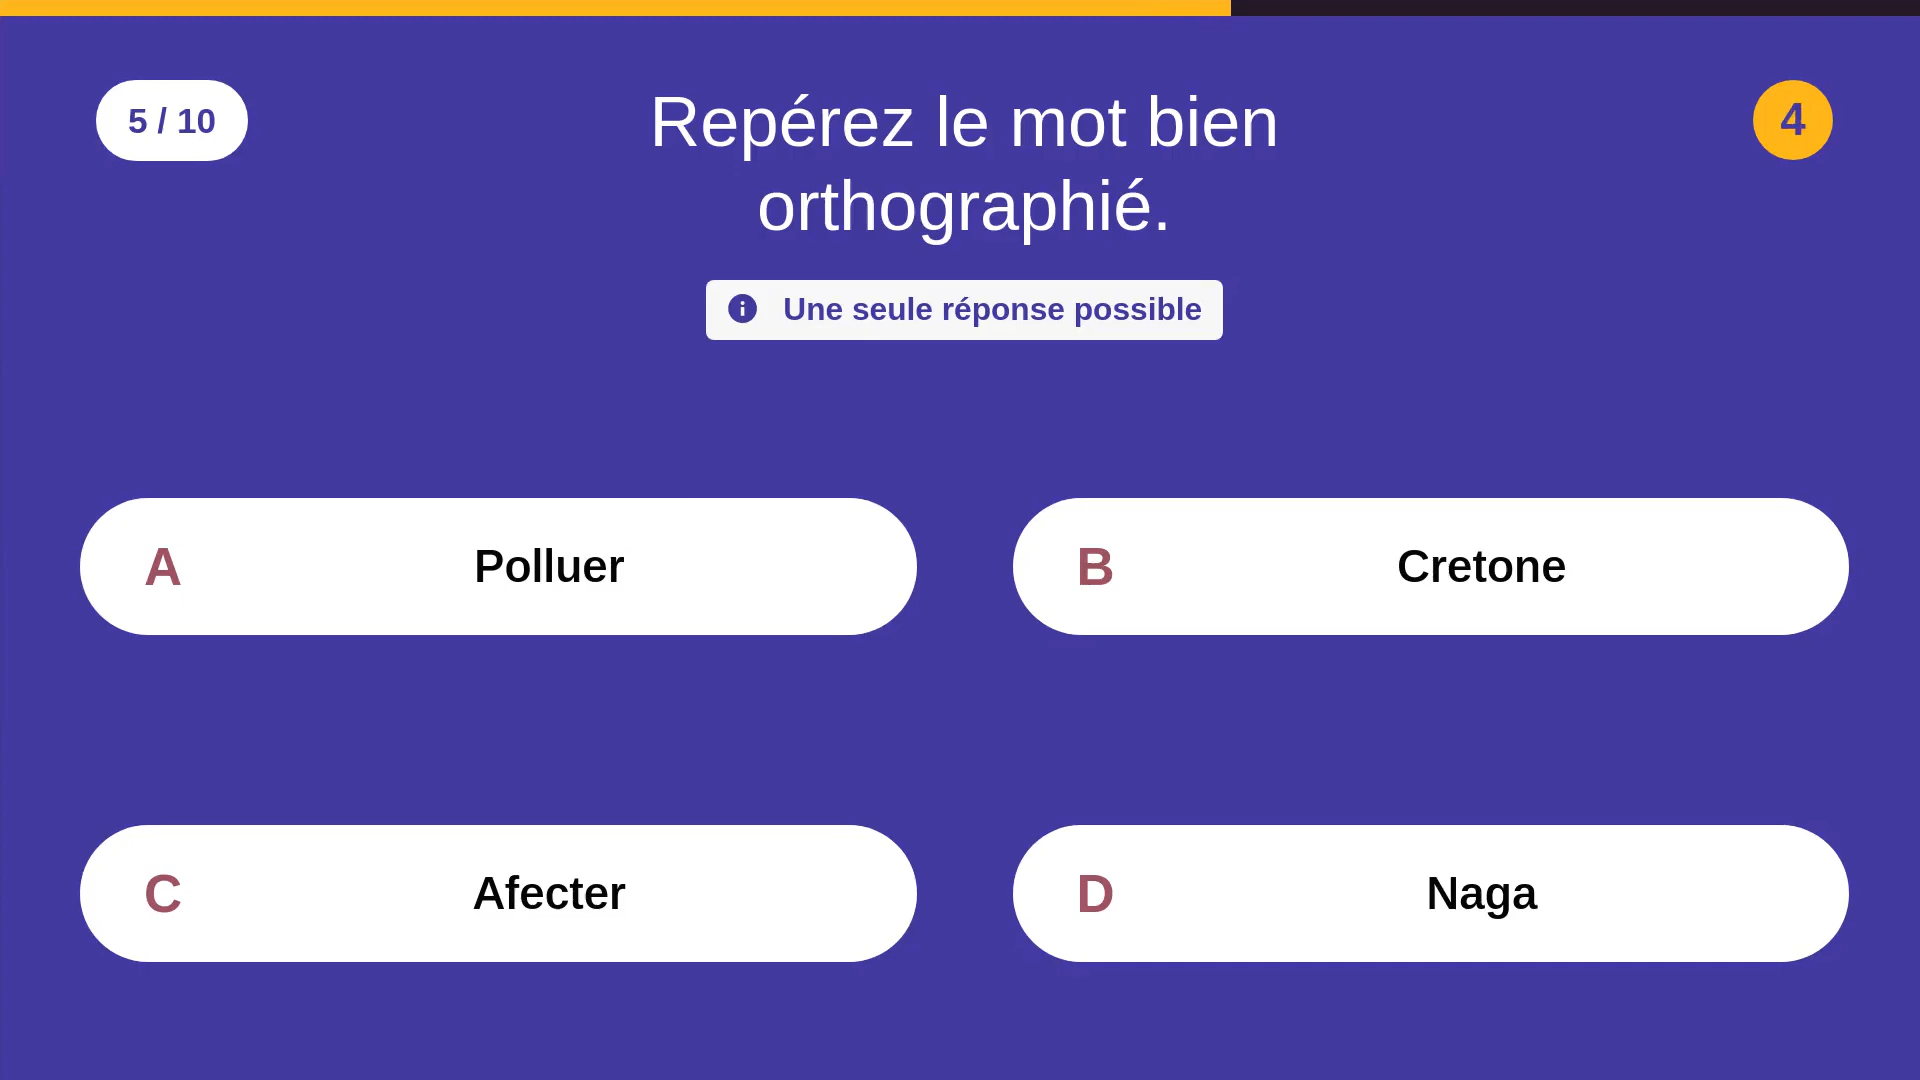 5 / 10
Repérez le mot bien
orthographié.
4
Une seule réponse possible
A Polluer
B Cretone
C Afecter
D Naga